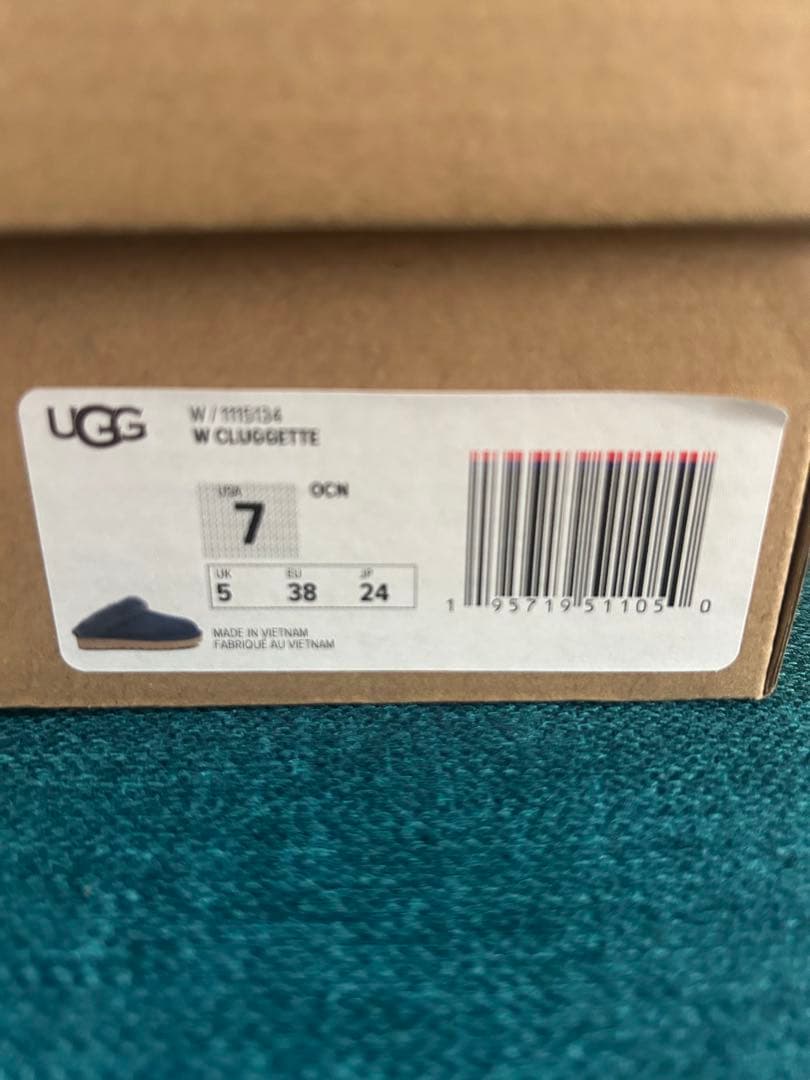 UGG
W / 1115134
W CLUGGETTE
USA
7
OCN
UK EU JP
5 38 24
MADE IN VIETNAM
FABRIQUÉ AU VIETNAM
1 95719 51105 0